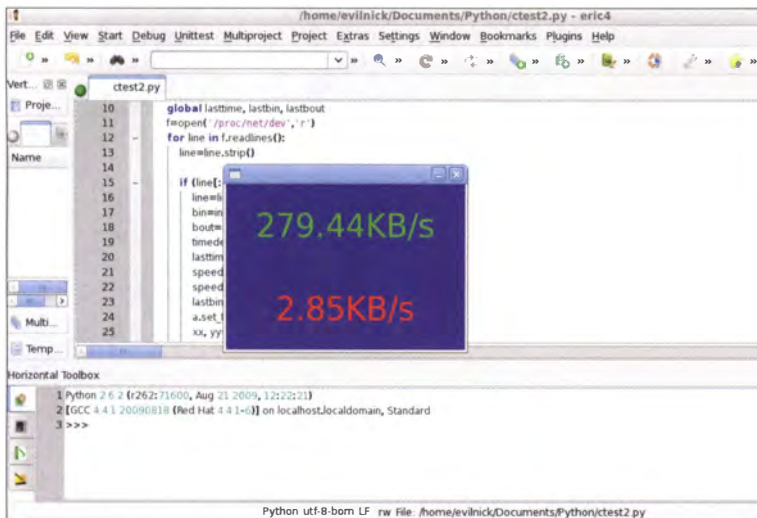 /home/evilnick/Documents/Python/ctest2.py - eric4
File Edit View Start Debug Unittest Multiproject Project Extras Settings Window Bookmarks Plugins Help
Vert...
ctest2.py
Proje...
Name
10 global lasttime, lastbin, lastbout
11 f=open('/proc/net/dev','r')
12 for line in f.readlines():
13 line=line.strip()
14
15 if (line[:
16 line=li
17 bin=in
18 bout=
19 timede
20 lasttim
21 speed
22 speed
23 lastbin
24 a.set_t
25 xx, yy
279.44KB/s
2.85KB/s
Multi...
Temp...
Horizontal Toolbox
1 Python 2.6.2 (r262:71600, Aug 21 2009, 12:22:21)
2 [GCC 4.4.1 20090818 (Red Hat 4.4.1-6)] on localhost.localdomain, Standard
3 >>>
Python utf-8-bom LF rw File: /home/evilnick/Documents/Python/ctest2.py